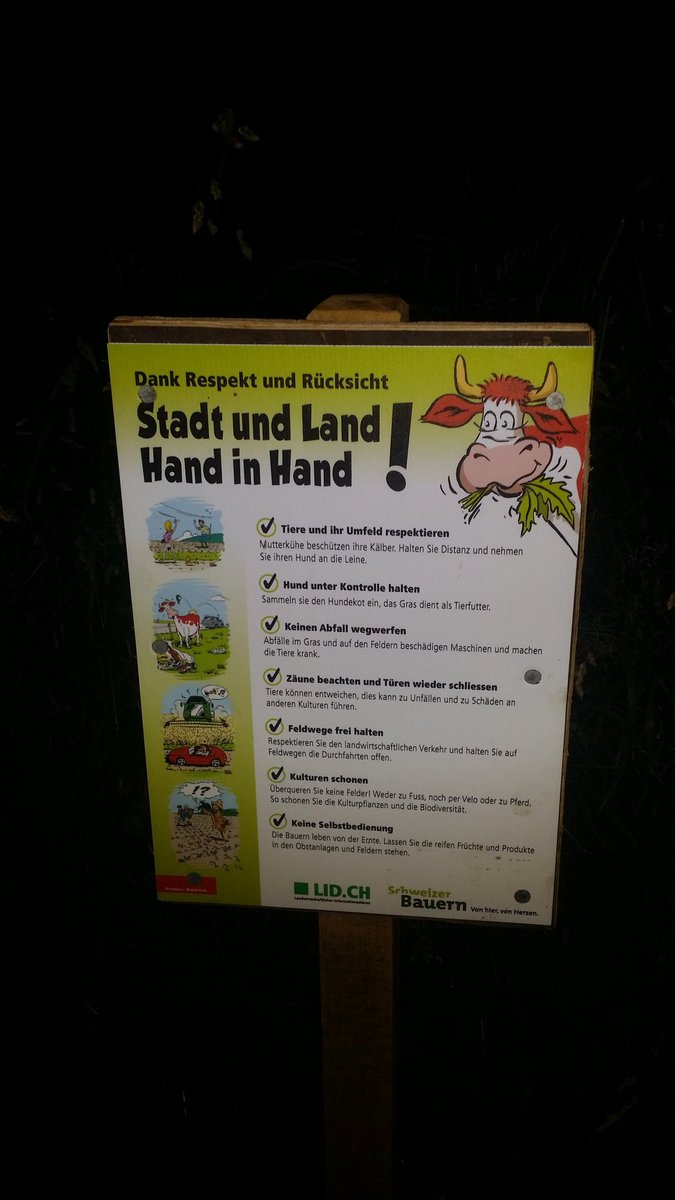 Dank Respekt und Rücksicht
Stadt und Land
Hand in Hand!
Tiere und ihr Umfeld respektieren
Mutterkühe beschützen ihre Kälber. Halten Sie Distanz und nehmen
Sie ihren Hund an die Leine.
Hund unter Kontrolle halten
Sammeln sie den Hundekot ein, das Gras dient als Tierfutter.
Keinen Abfall wegwerfen
Abfälle im Gras und auf den Feldern beschädigen Maschinen und machen
die Tiere krank.
Zäune beachten und Türen wieder schliessen
Tiere können entweichen, dies kann zu Unfällen und zu Schäden an
anderen Kulturen führen.
Feldwege frei halten
Respektieren Sie den landwirtschaftlichen Verkehr und halten Sie auf
Feldwegen die Durchfahrten offen.
Kulturen schonen
Überqueren Sie keine Felder! Weder zu Fuss, noch per Velo oder zu Pferd.
So schonen Sie die Kulturpflanzen und die Biodiversität.
Keine Selbstbedienung
Die Bauern leben von der Ernte. Lassen Sie die reifen Früchte und Produkte
in den Obstanlagen und Feldern stehen.
!?
Schweiz. Natürlich.
LID.CH
Landwirtschaftlicher Informationsdienst
Schweizer
Bauern Von hier, von Herzen.